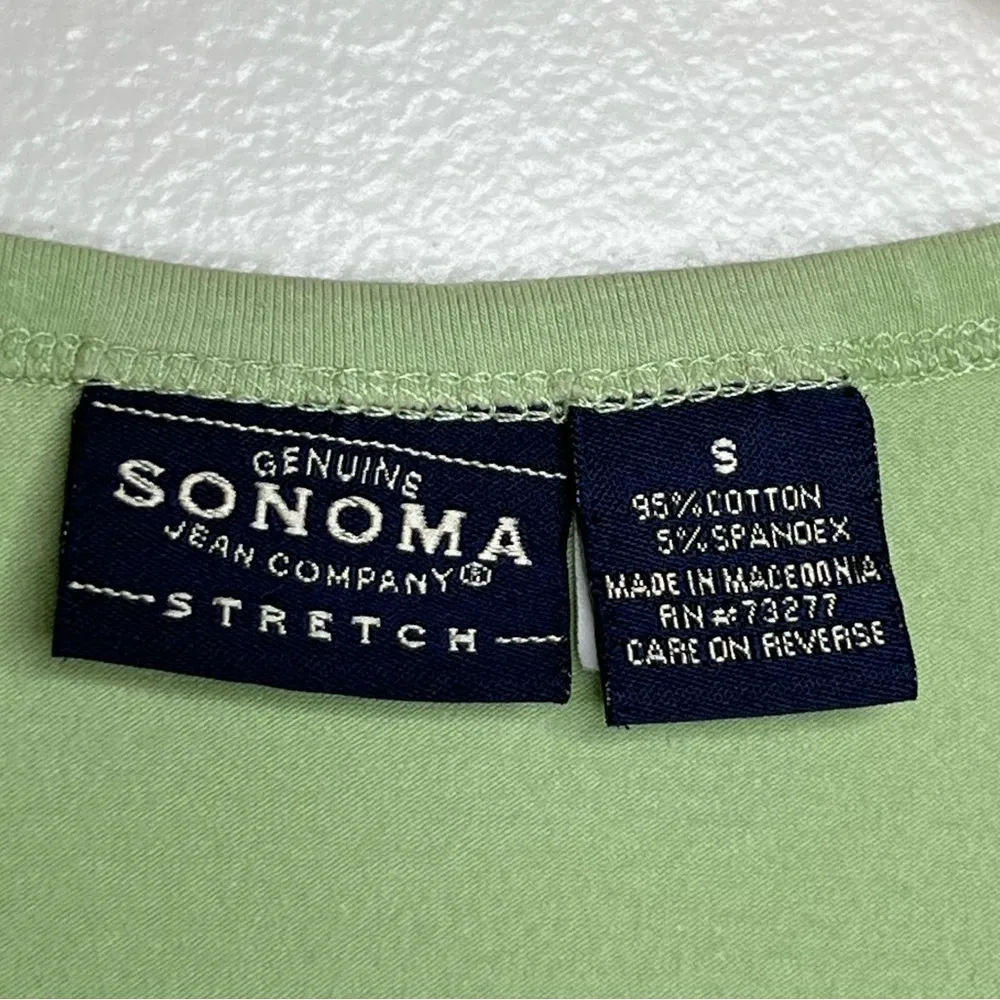 GENUINE
SONOMA
JEAN COMPANY®
STRETCH
S
95% COTTON
5% SPANDEX
MADE IN MACEDONIA
RN#73277
CARE ON REVERSE